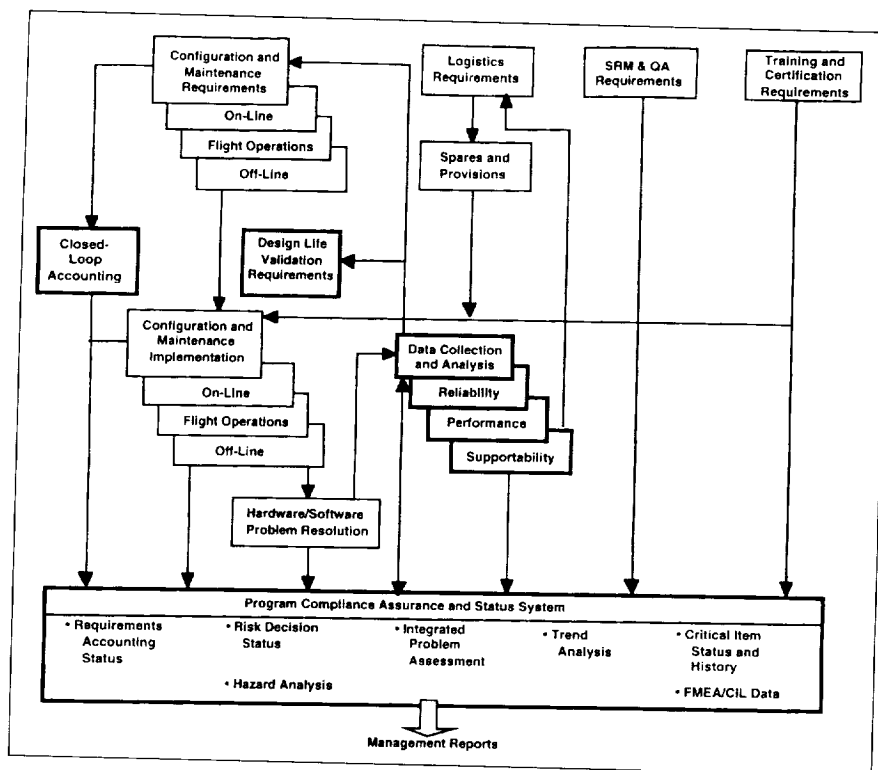 Configuration and
Maintenance
Requirements
On-Line
Flight Operations
Off-Line
Logistics
Requirements
SRM & QA
Requirements
Training and
Certification
Requirements
Spares and
Provisions
Closed-
Loop
Accounting
Design Life
Validation
Requirements
Configuration and
Maintenance
Implementation
On-Line
Flight Operations
Off-Line
Data Collection
and Analysis
Reliability
Performance
Supportability
Hardware/Software
Problem Resolution
Program Compliance Assurance and Status System
• Requirements
Accounting
Status
• Risk Decision
Status
• Hazard Analysis
• Integrated
Problem
Assessment
• Trend
Analysis
• Critical Item
Status and
History
• FMEA/CIL Data
Management Reports